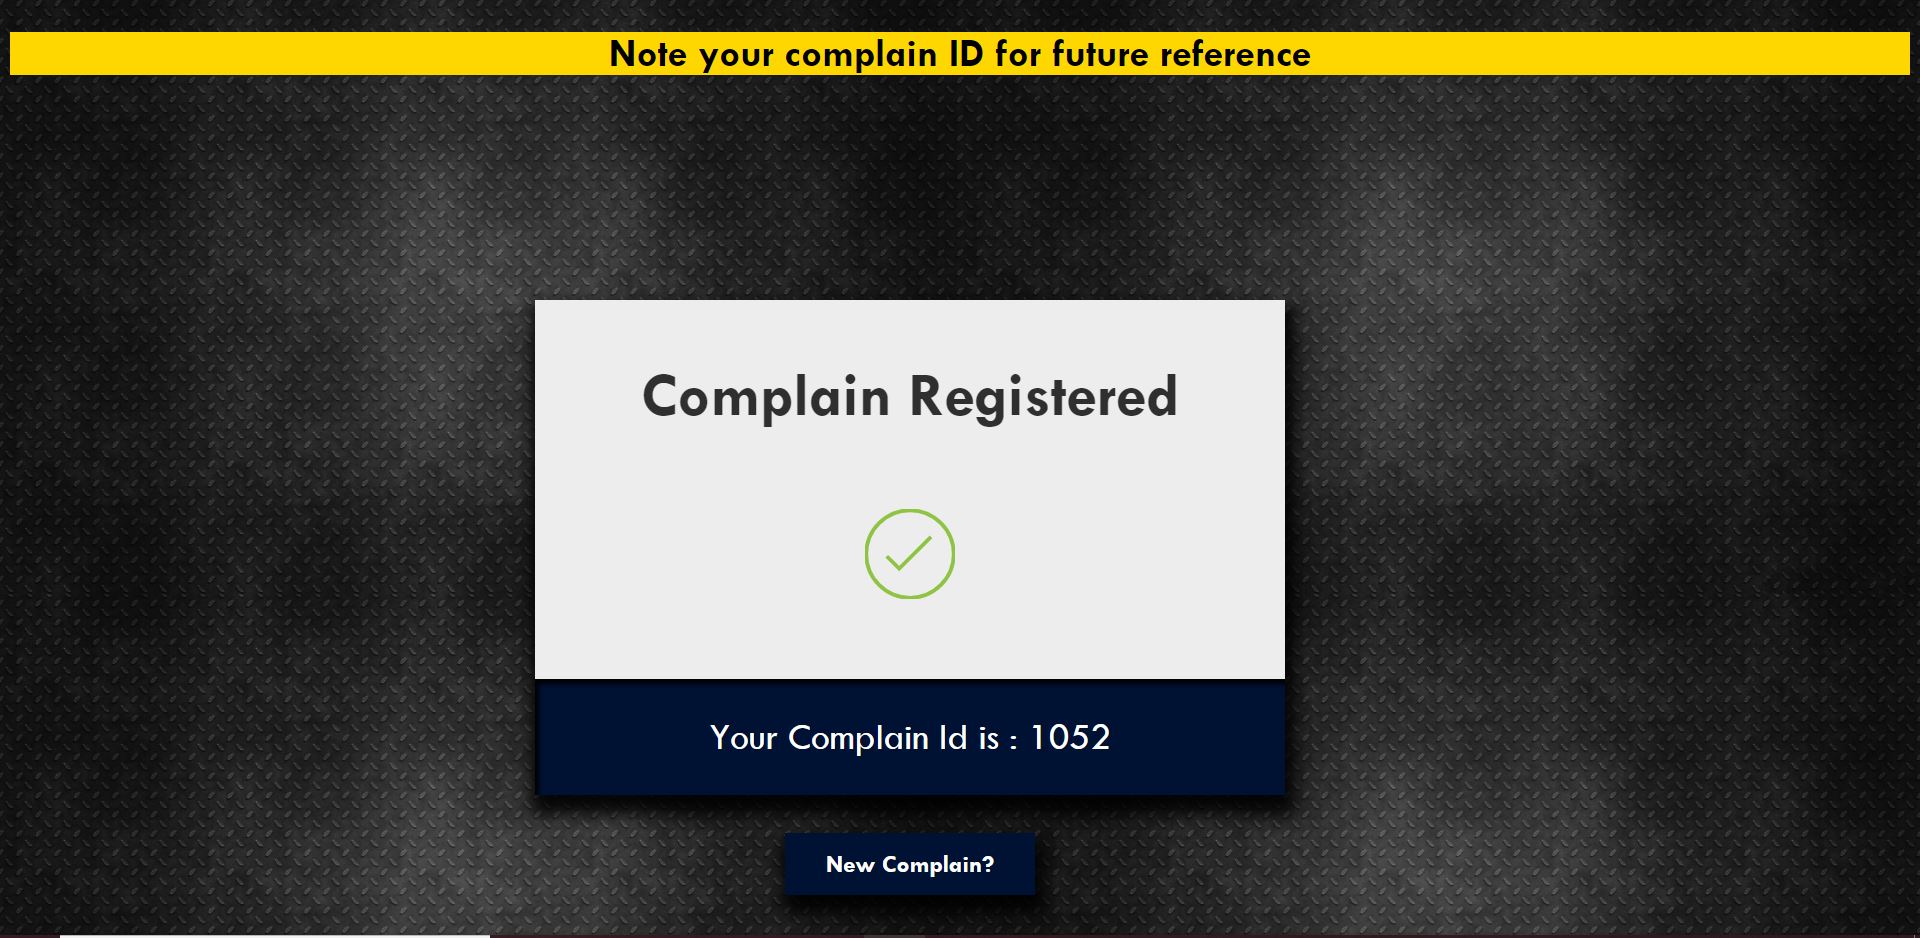 Note your complain ID for future reference
Complain Registered
Your Complain Id is : 1052
New Complain?